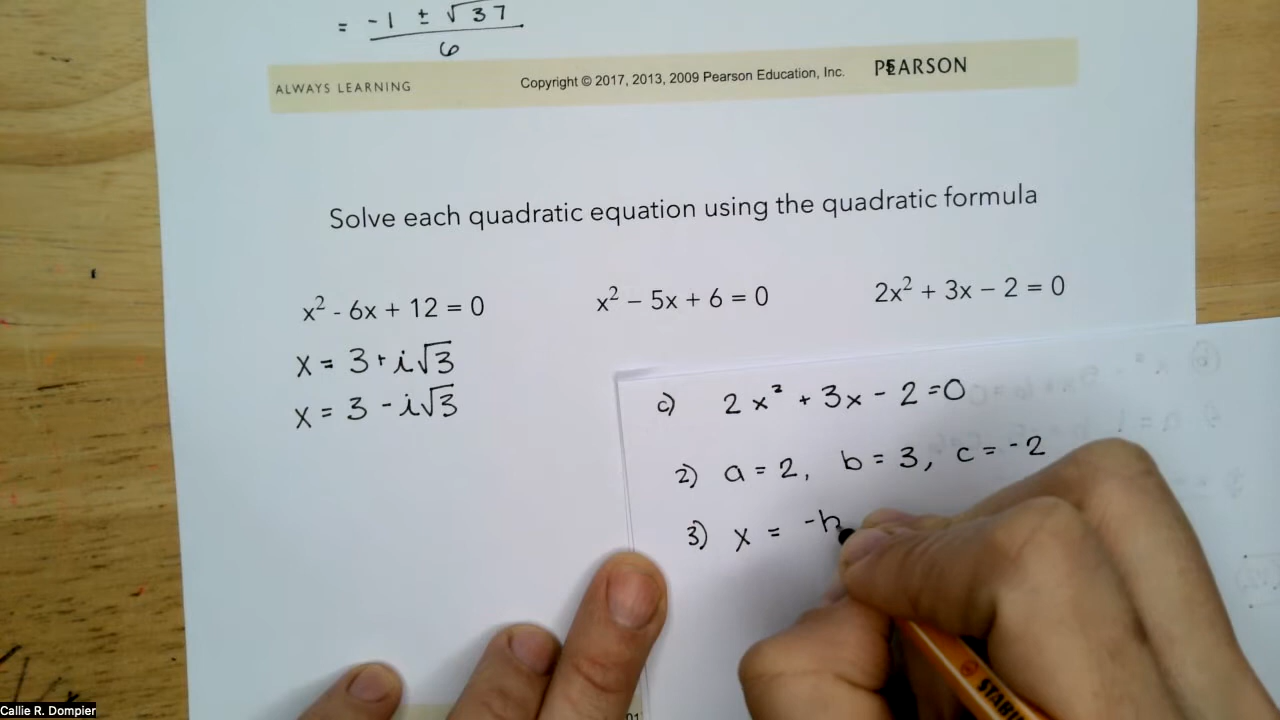 = -1 ± √37
6
ALWAYS LEARNING Copyright © 2017, 2013, 2009 Pearson Education, Inc. PEARSON
Solve each quadratic equation using the quadratic formula
x² - 6x + 12 = 0 x² – 5x + 6 = 0 2x² + 3x – 2 = 0
x = 3 + i√3
x = 3 - i√3
c) 2x² + 3x - 2 = 0
2) a = 2, b = 3, c = -2
3) x = -b
STABI
Callie R. Dompier